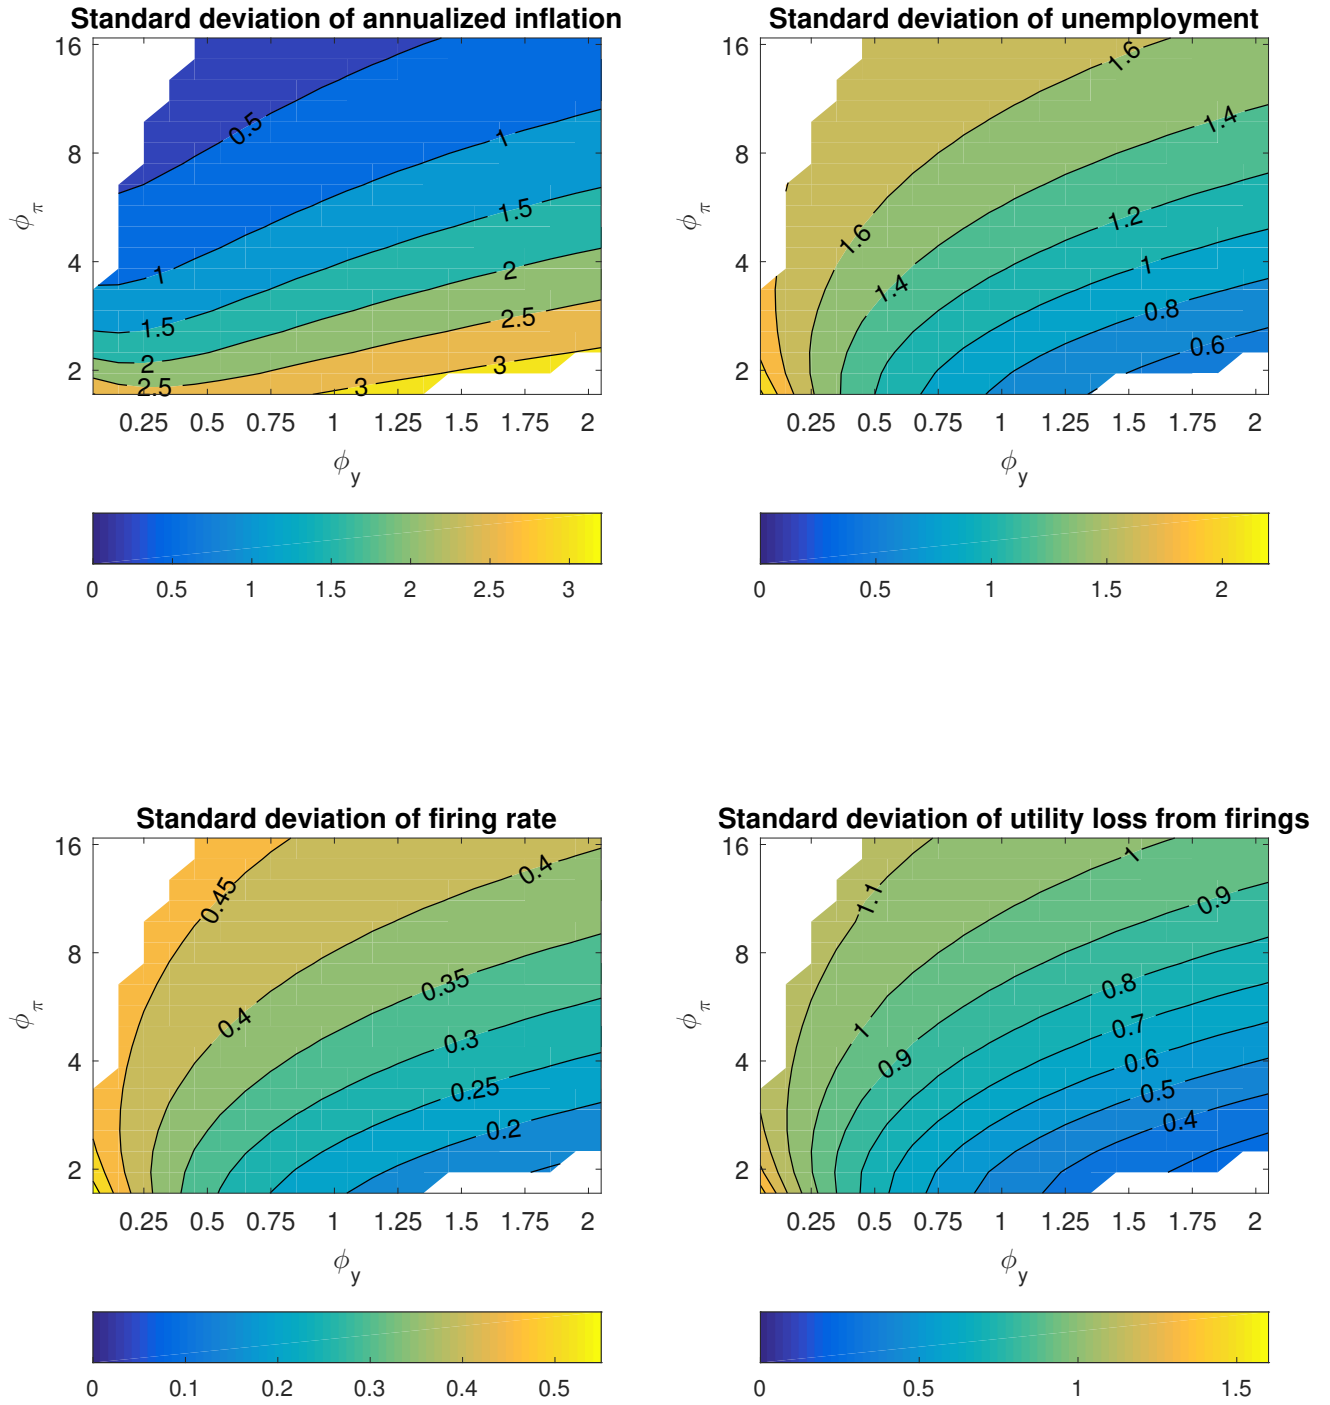 Standard deviation of annualized inflation
16
8
4
2
ϕπ
0.5
1
1.5
2
2.5
3
1
1.5
2
2.5
3
0.25 0.5 0.75 1 1.25 1.5 1.75 2
ϕy
0 0.5 1 1.5 2 2.5 3
Standard deviation of unemployment
16
8
4
2
ϕπ
1.6
1.4
1.6
1.2
1.4
1
0.8
0.6
0.25 0.5 0.75 1 1.25 1.5 1.75 2
ϕy
0 0.5 1 1.5 2
Standard deviation of firing rate
16
8
4
2
ϕπ
0.4
0.45
0.35
0.4
0.3
0.25
0.2
0.25 0.5 0.75 1 1.25 1.5 1.75 2
ϕy
0 0.1 0.2 0.3 0.4 0.5
Standard deviation of utility loss from firings
16
8
4
2
ϕπ
1
1.1
0.9
0.8
1
0.7
0.9
0.6
0.5
0.4
0.25 0.5 0.75 1 1.25 1.5 1.75 2
ϕy
0 0.5 1 1.5